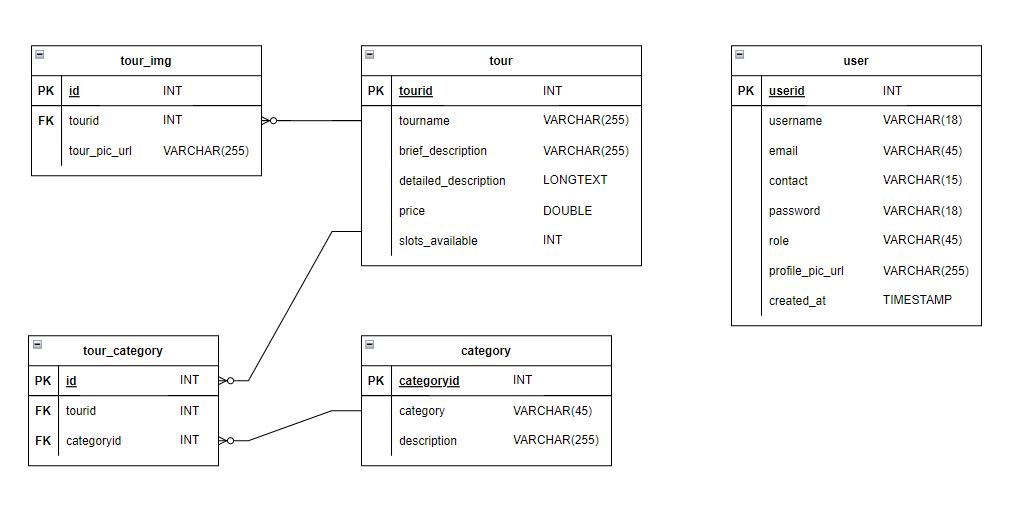 tour_img
PK id INT
FK tourid INT
tour_pic_url VARCHAR(255)
tour
PK tourid INT
tourname VARCHAR(255)
brief_description VARCHAR(255)
detailed_description LONGTEXT
price DOUBLE
slots_available INT
user
PK userid INT
username VARCHAR(18)
email VARCHAR(45)
contact VARCHAR(15)
password VARCHAR(18)
role VARCHAR(45)
profile_pic_url VARCHAR(255)
created_at TIMESTAMP
tour_category
PK id INT
FK tourid INT
FK categoryid INT
category
PK categoryid INT
category VARCHAR(45)
description VARCHAR(255)